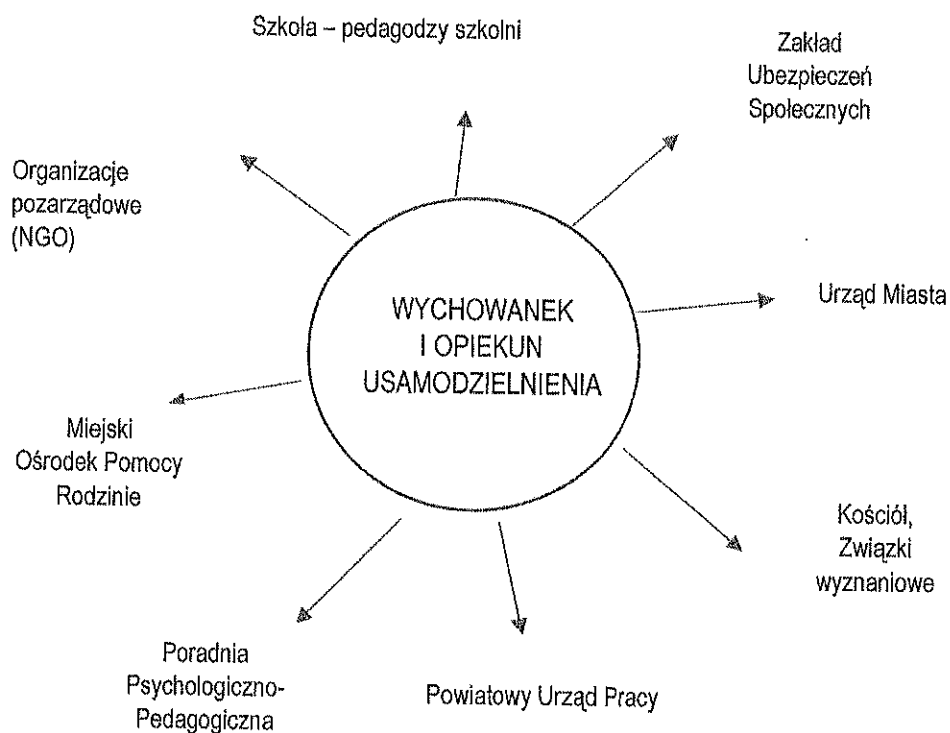 Szkoła – pedagodzy szkolni
Zakład
Ubezpieczeń
Społecznych
Organizacje
pozarządowe
(NGO)
WYCHOWANEK
I OPIEKUN
USAMODZIELNIENIA
Urząd Miasta
Miejski
Ośrodek Pomocy
Rodzinie
Kościół,
Związki
wyznaniowe
Poradnia
Psychologiczno-
Pedagogiczna
Powiatowy Urząd Pracy